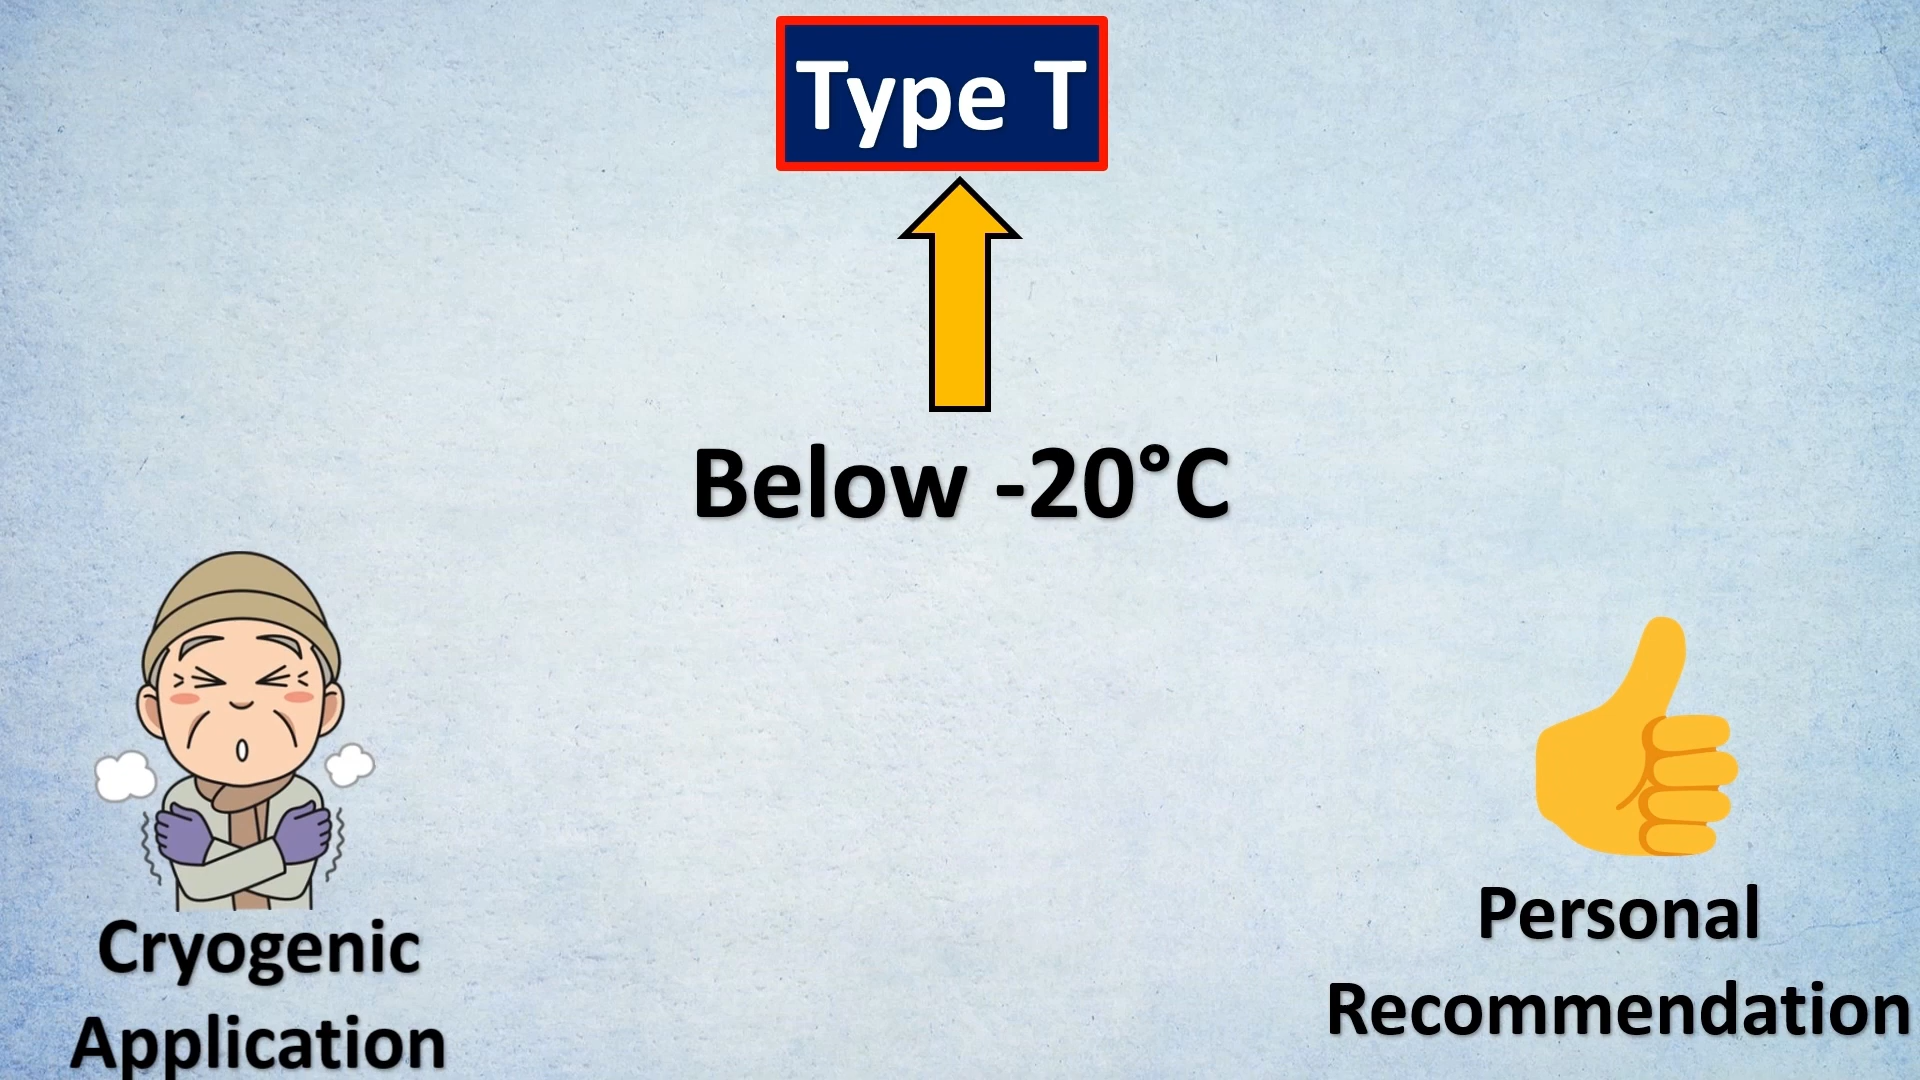 Type T
Below -20°C
Cryogenic
Application
Personal
Recommendation